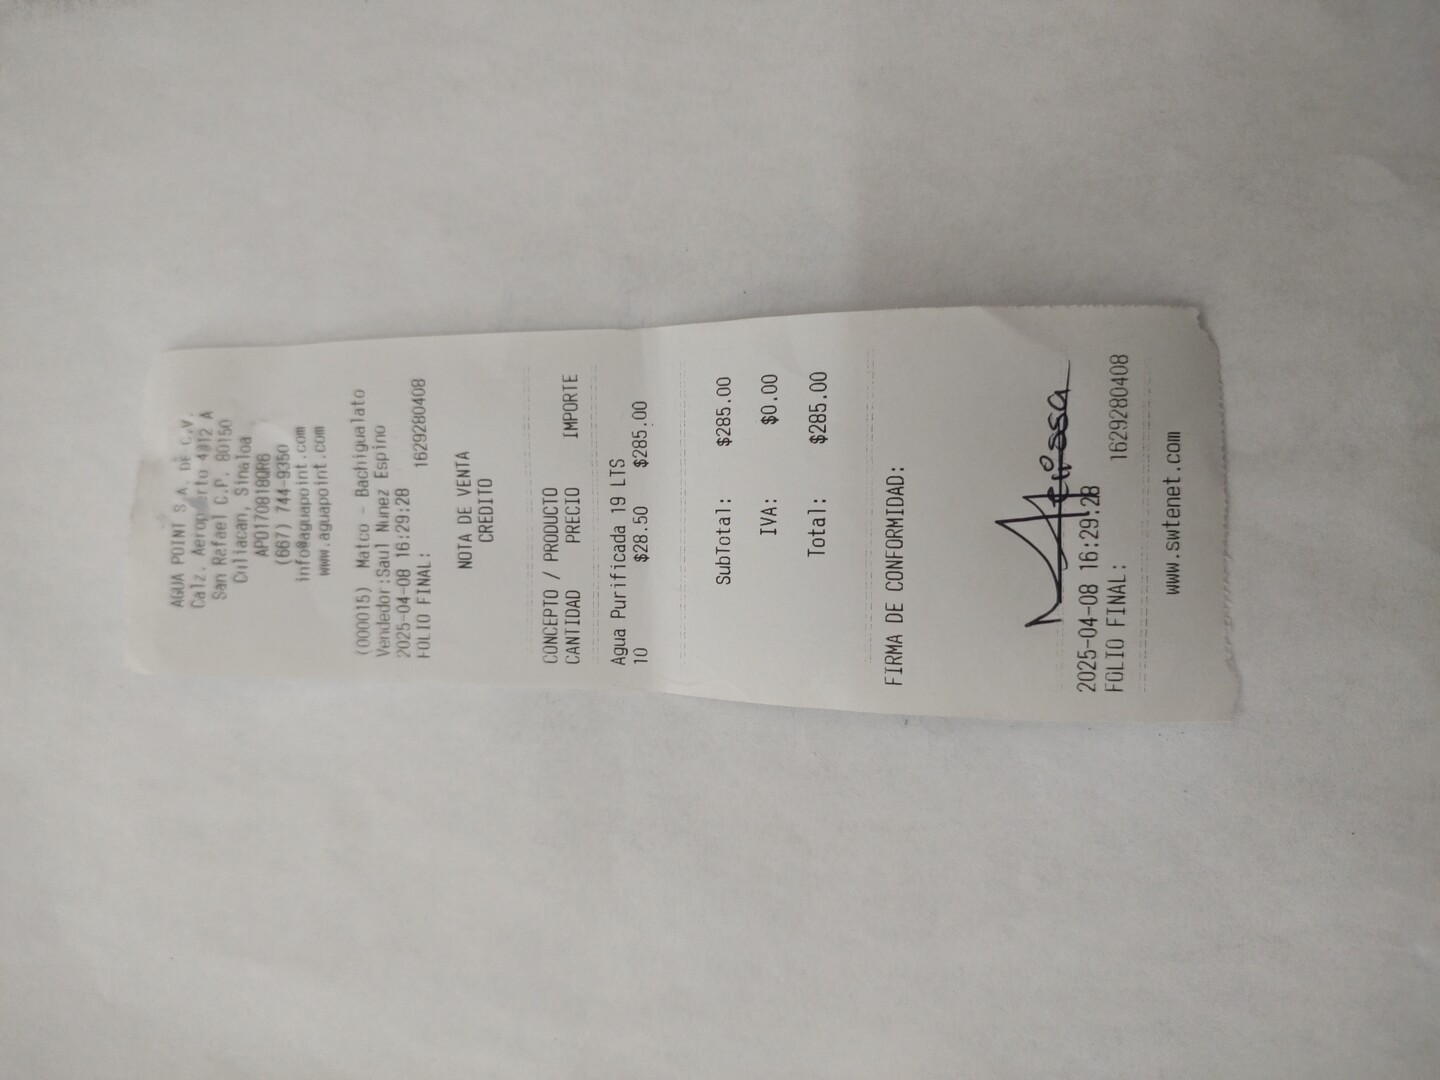 AGUA POINT S.A. DE C.V.
Calz. Aeropuerto 4912 A
San Rafael C.P. 80150
Culiacan, Sinaloa
APO170818QR6
(667) 744-9350
info@aguapoint.com
www.aguapoint.com
(000015) Matco - Bachigualato
Vendedor:Saul Nunez Espino
2025-04-08 16:29:28
FOLIO FINAL: 1629280408
NOTA DE VENTA
CREDITO
CONCEPTO / PRODUCTO
CANTIDAD PRECIO IMPORTE
Agua Purificada 19 LTS
10 $28.50 $285.00
SubTotal: $285.00
IVA: $0.00
Total: $285.00
FIRMA DE CONFORMIDAD:
2025-04-08 16:29:28
FOLIO FINAL: 1629280408
www.swtenet.com